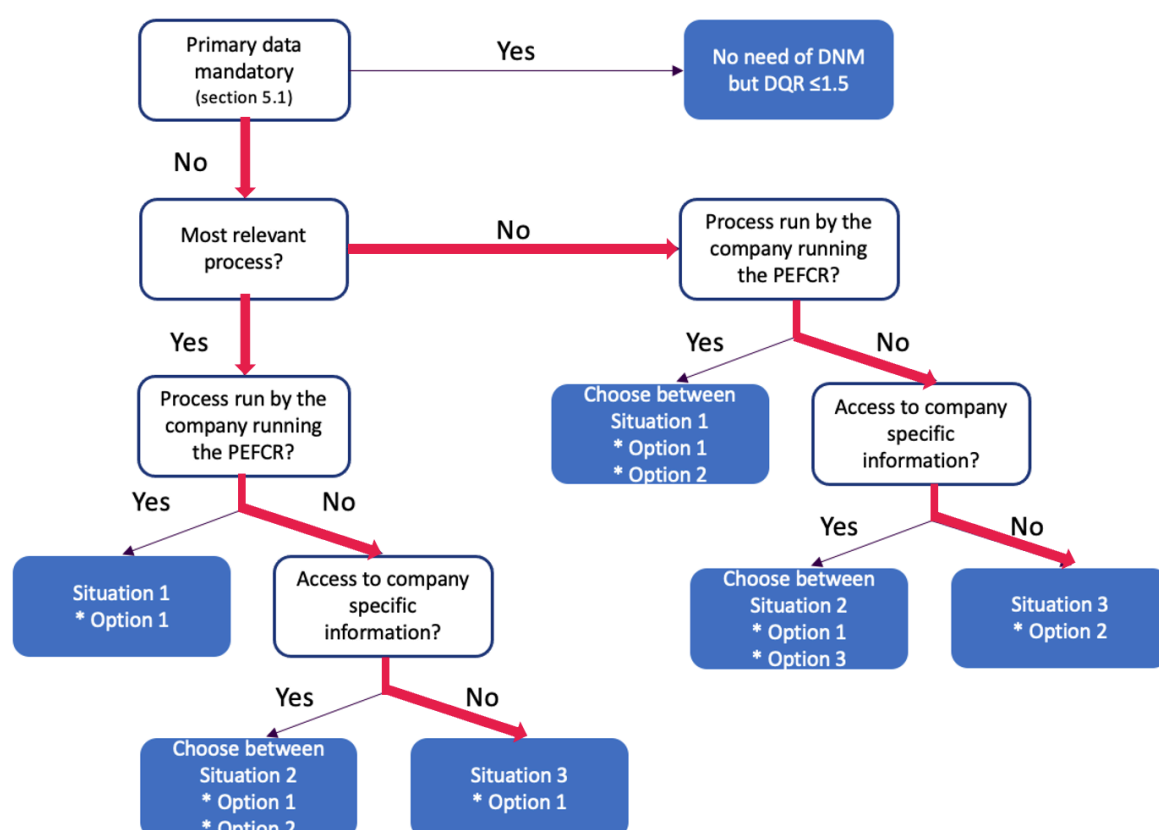 Primary data
mandatory
(section 5.1)
Yes
No need of DNM
but DQR ≤1.5
No
Most relevant
process?
No
Process run by the
company running
the PEFCR?
Yes
Process run by the
company running
the PEFCR?
Yes
No
Choose between
Situation 1
* Option 1
* Option 2
Access to company
specific
information?
Yes
No
Situation 1
* Option 1
Access to company
specific
information?
Yes
No
Choose between
Situation 2
* Option 1
* Option 3
Situation 3
* Option 2
Yes
No
Choose between
Situation 2
* Option 1
* Option 2
Situation 3
* Option 1